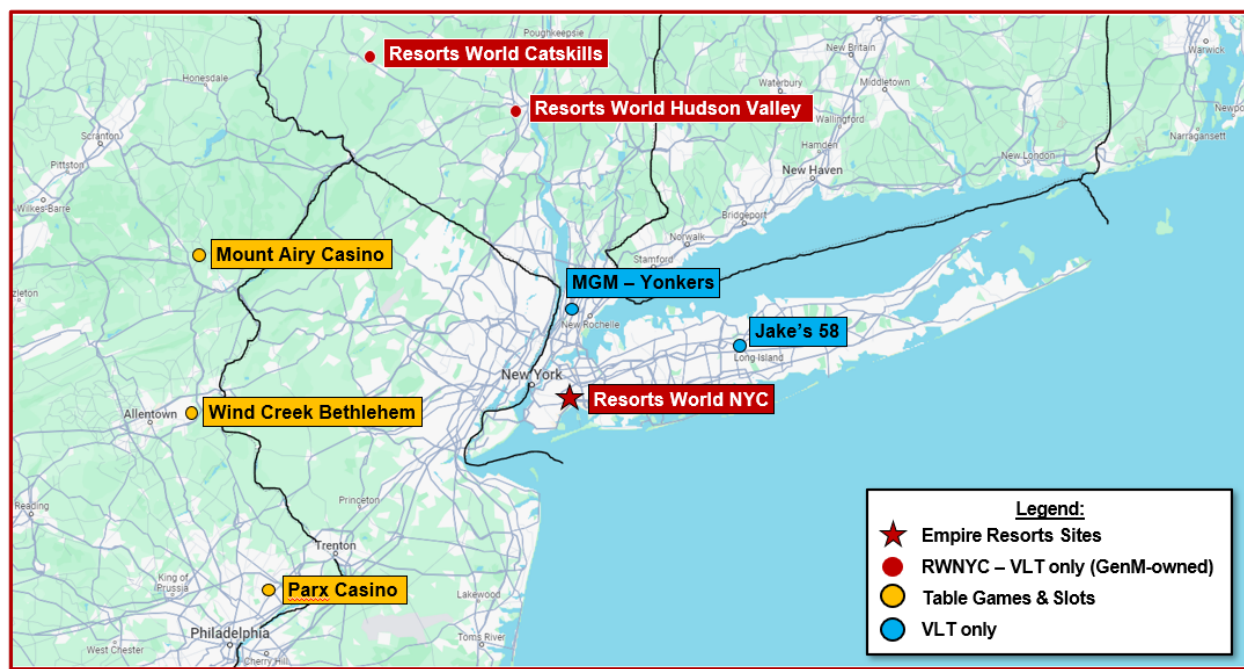 Poughkeepsie
Resorts World Catskills
New Britain
Warwick
Honesdale
Waterbury
Middletown
Resorts World Hudson Valley
Wallingford
Newpo
Scranton
Hamden
Narragansett
Pittston
New London
New Haven
Wilkes-Barre
Bridgeport
Norwalk
Mount Airy Casino
Stamford
MGM – Yonkers
zleton
New Rochelle
Jake's 58
Long Island
New York
Resorts World NYC
Allentown
Wind Creek Bethlehem
Reading
Princeton
Trenton
King of
Prussia
Parx Casino
Lakewood
Philadelphia
Toms River
West Chester
Cherry Hill
Legend:
Empire Resorts Sites
RWNYC – VLT only (GenM-owned)
Table Games & Slots
VLT only